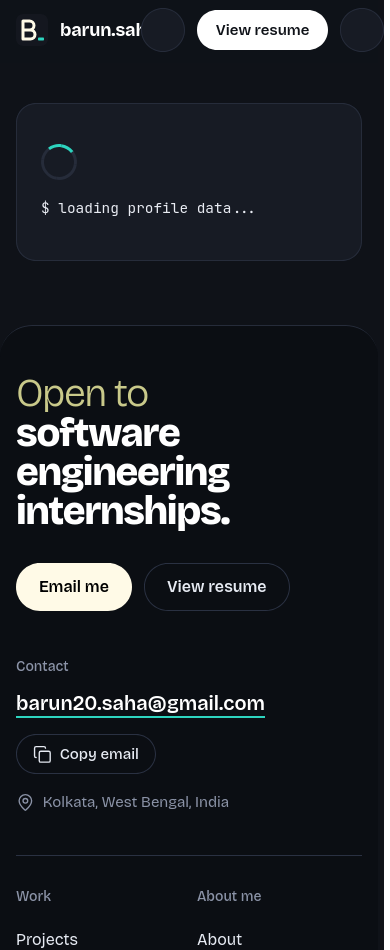 B_ barun.sah View resume
$ loading profile data...
Open to
software
engineering
internships.
Email me View resume
Contact
barun20.saha@gmail.com
Copy email
Kolkata, West Bengal, India
Work About me
Projects About